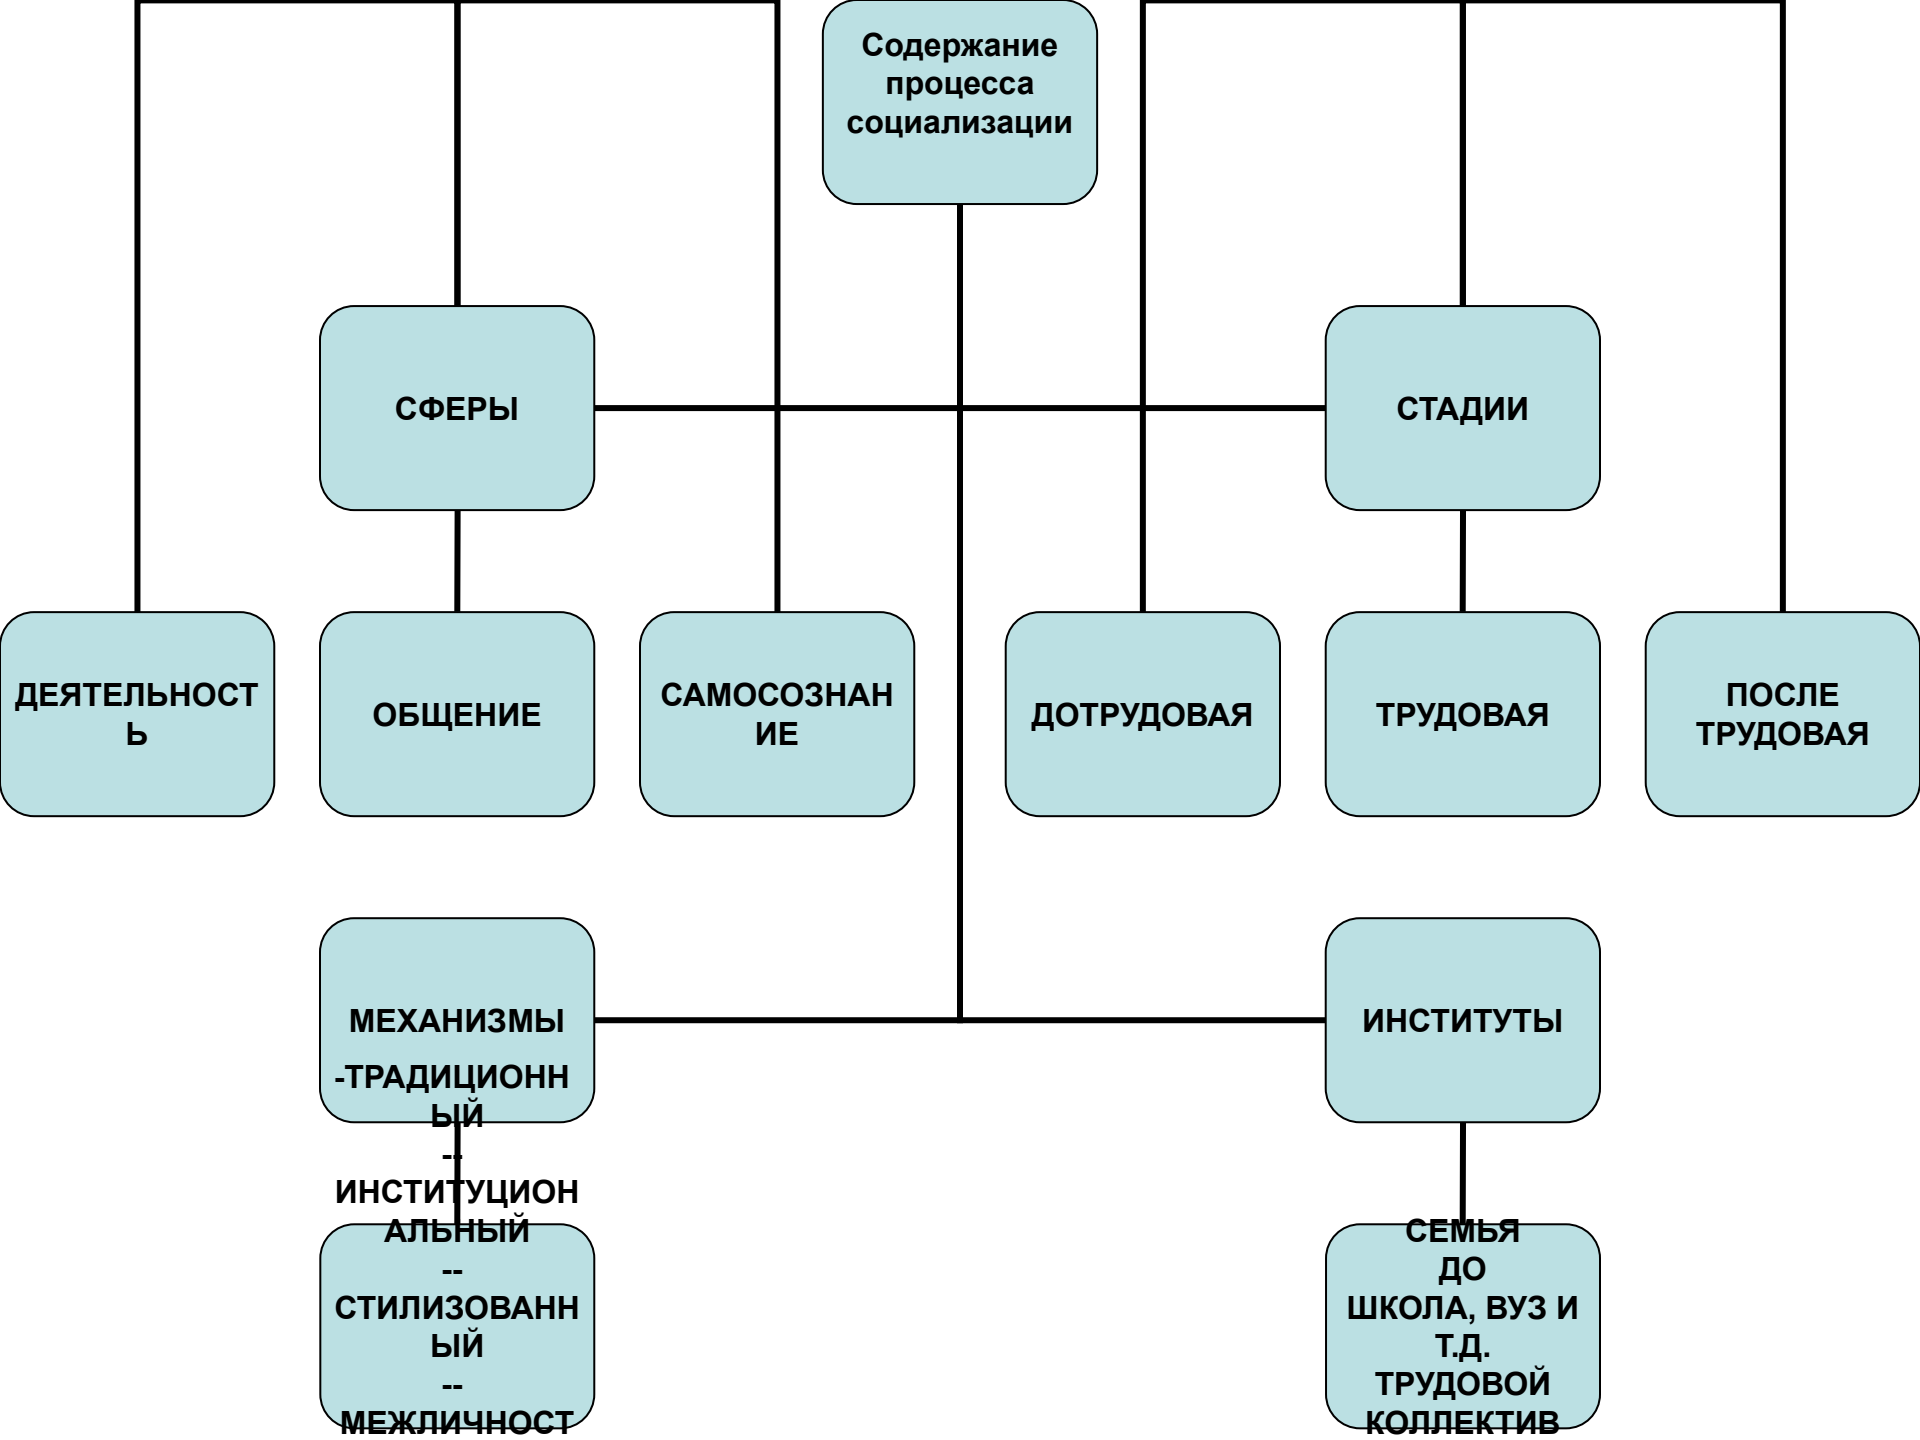 Содержание
процесса
социализации
СФЕРЫ
СТАДИИ
ДЕЯТЕЛЬНОСТ
Ь
ОБЩЕНИЕ
САМОСОЗНАН
ИЕ
ДОТРУДОВАЯ
ТРУДОВАЯ
ПОСЛЕ
ТРУДОВАЯ
МЕХАНИЗМЫ
ИНСТИТУТЫ
-ТРАДИЦИОНН
ЫЙ
--
ИНСТИТУЦИОН
АЛЬНЫЙ
--
СТИЛИЗОВАНН
ЫЙ
--
МЕЖЛИЧНОСТ
СЕМЬЯ
ДО
ШКОЛА, ВУЗ И
Т.Д.
ТРУДОВОЙ
КОЛЛЕКТИВ